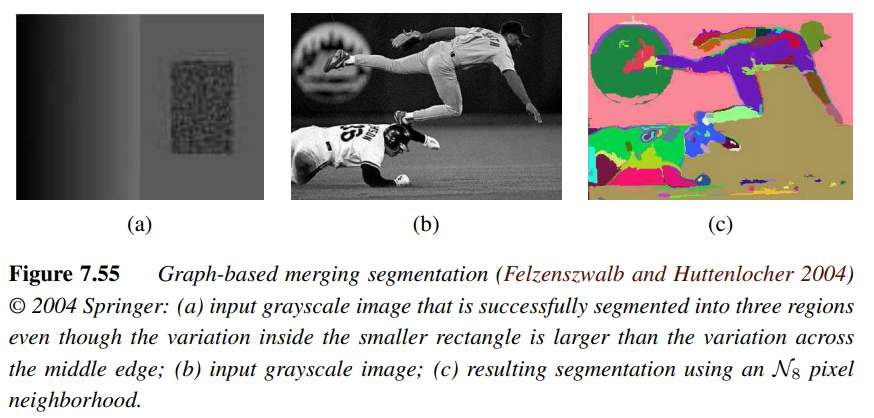 (a)
(b)
(c)
Figure 7.55 Graph-based merging segmentation (Felzenszwalb and Huttenlocher 2004)
© 2004 Springer: (a) input grayscale image that is successfully segmented into three regions
even though the variation inside the smaller rectangle is larger than the variation across
the middle edge; (b) input grayscale image; (c) resulting segmentation using an 𝒩₈ pixel
neighborhood.